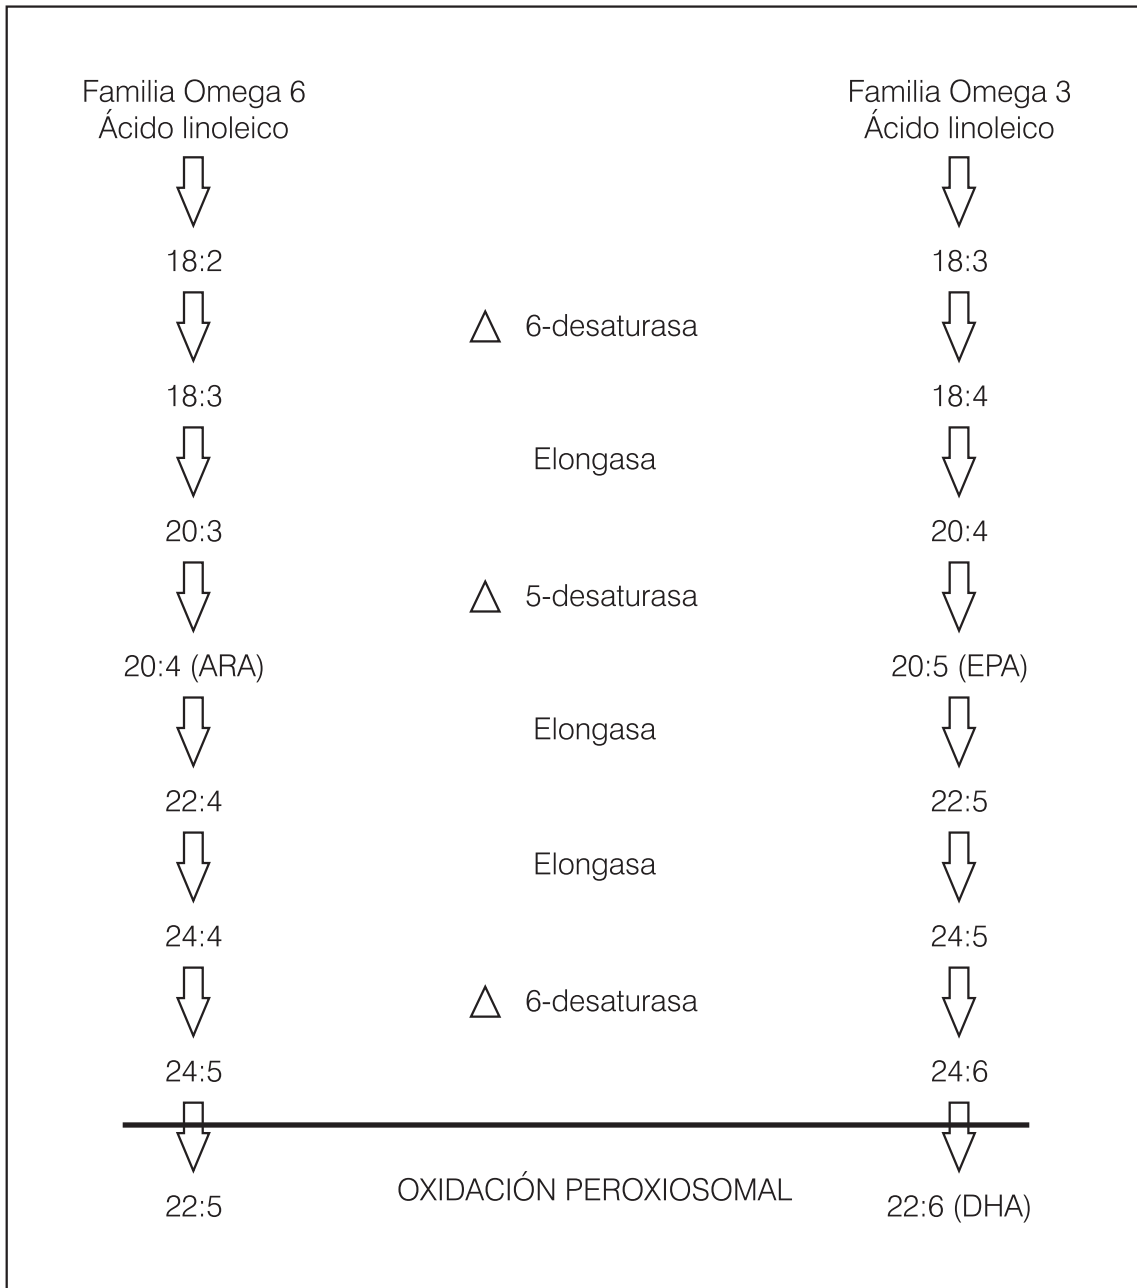 Familia Omega 6
Ácido linoleico
Familia Omega 3
Ácido linoleico
18:2
18:3
△ 6-desaturasa
18:3
18:4
Elongasa
20:3
20:4
△ 5-desaturasa
20:4 (ARA)
20:5 (EPA)
Elongasa
22:4
22:5
Elongasa
24:4
24:5
△ 6-desaturasa
24:5
24:6
OXIDACIÓN PEROXIOSOMAL
22:5
22:6 (DHA)